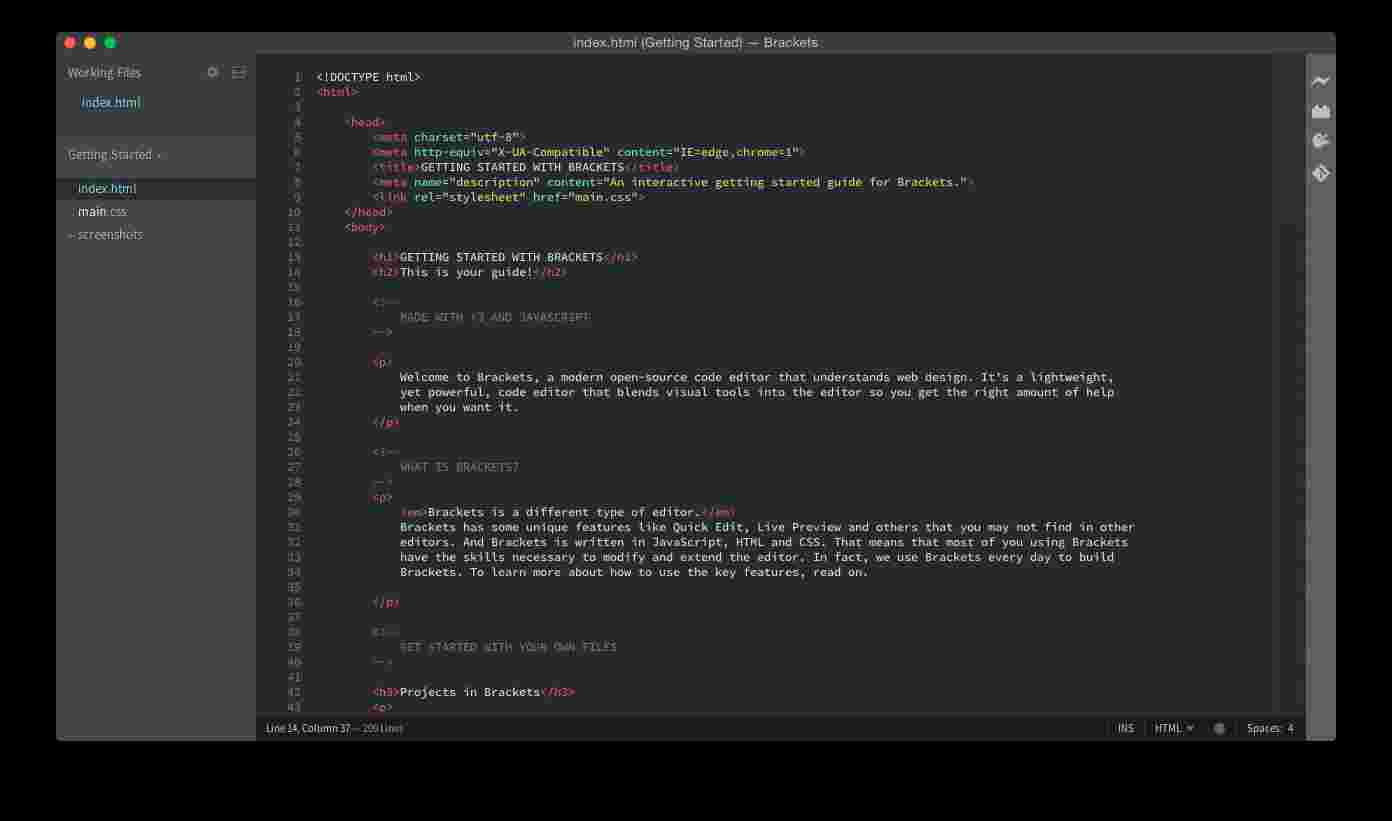 index.html (Getting Started) — Brackets
Working Files
index.html
Getting Started
index.html
main.css
screenshots
1 <!DOCTYPE html>
2 <html>
3
4 <head>
5 <meta charset="utf-8">
6 <meta http-equiv="X-UA-Compatible" content="IE=edge,chrome=1">
7 <title>GETTING STARTED WITH BRACKETS</title>
8 <meta name="description" content="An interactive getting started guide for Brackets.">
9 <link rel="stylesheet" href="main.css">
10 </head>
11 <body>
12
13 <h1>GETTING STARTED WITH BRACKETS</h1>
14 <h2>This is your guide!</h2>
15
16 <!--
17 MADE WITH <3 AND JAVASCRIPT
18 -->
19
20 <p>
21 Welcome to Brackets, a modern open-source code editor that understands web design. It's a lightweight,
22 yet powerful, code editor that blends visual tools into the editor so you get the right amount of help
23 when you want it.
24 </p>
25
26 <!--
27 WHAT IS BRACKETS?
28 -->
29 <p>
30 <em>Brackets is a different type of editor.</em>
31 Brackets has some unique features like Quick Edit, Live Preview and others that you may not find in other
32 editors. And Brackets is written in JavaScript, HTML and CSS. That means that most of you using Brackets
33 have the skills necessary to modify and extend the editor. In fact, we use Brackets every day to build
34 Brackets. To learn more about how to use the key features, read on.
35
36 </p>
37
38 <!--
39 GET STARTED WITH YOUR OWN FILES
40 -->
41
42 <h3>Projects in Brackets</h3>
43 <p>
Line 14, Column 37 — 209 Lines
INS
HTML
Spaces: 4